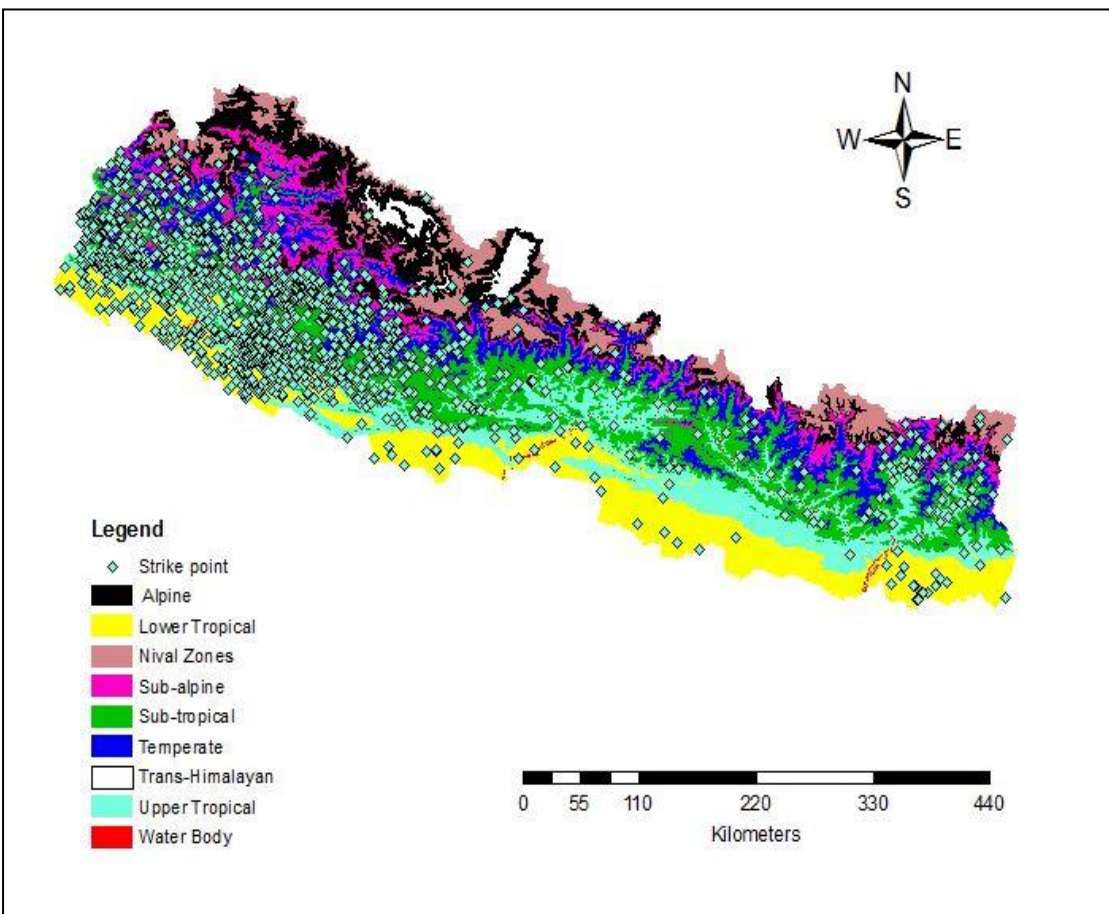 N
W E
S
Legend
Strike point
Alpine
Lower Tropical
Nival Zones
Sub-alpine
Sub-tropical
Temperate
Trans-Himalayan
Upper Tropical
Water Body
0 55 110 220 330 440
Kilometers